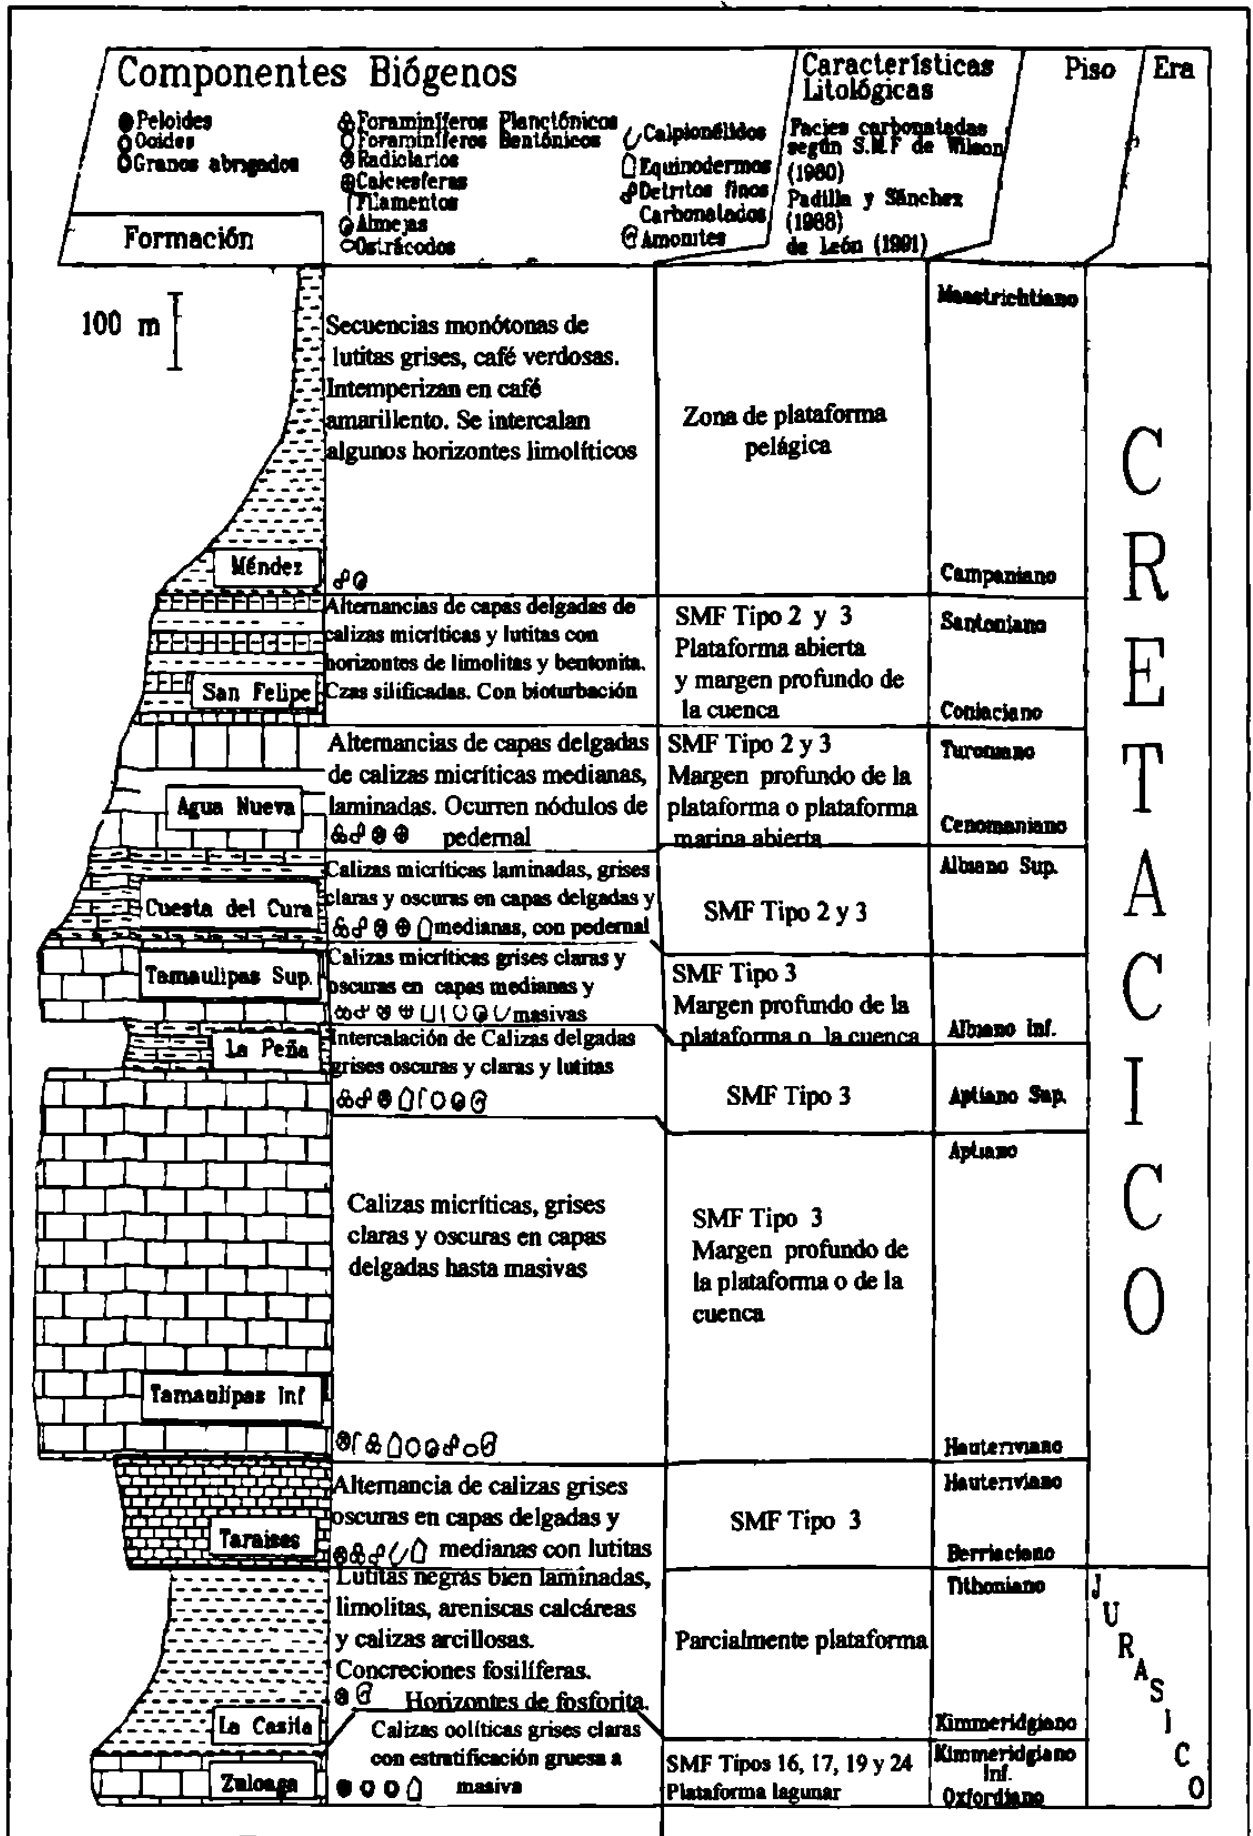 Componentes Biógenos
Peloides
Ooides
Granos abrigados
Foraminíferos Planctónicos
Foraminíferos Bentónicos
Radiolarios
Calciesferas
Filamentos
Almejas
Ostrácodos
Calpionélidos
Equinodermos
Detritos finos
Carbonatados
Amonites
Características
Litológicas
Facies carbonatadas
según S.M.F de Wilson
(1980)
Padilla y Sánchez
(1988)
de León (1991)
Piso
Era
Formación
100 m
Secuencias monótonas de
lutitas grises, café verdosas.
Intemperizan en café
amarillento. Se intercalan
algunos horizontes limolíticos
Méndez
Zona de plataforma
pelágica
Maastrichtiano
Campaniano
Alternancias de capas delgadas de
calizas micríticas y lutitas con
horizontes de limolitas y bentonita.
Czas silificadas. Con bioturbación
San Felipe
SMF Tipo 2 y 3
Plataforma abierta
y margen profundo de
la cuenca
Santoniano
Coniaciano
Alternancias de capas delgadas
de calizas micríticas medianas,
laminadas. Ocurren nódulos de
pedernal
Agua Nueva
SMF Tipo 2 y 3
Margen profundo de la
plataforma o plataforma
marina abierta
Turoniano
Cenomaniano
Calizas micríticas laminadas, grises
claras y oscuras en capas delgadas y
medianas, con pedernal
Cuesta del Cura
SMF Tipo 2 y 3
Albiano Sup.
Calizas micríticas grises claras y
oscuras en capas medianas y
masivas
Tamaulipas Sup.
SMF Tipo 3
Margen profundo de la
plataforma o la cuenca
Albiano Inf.
Intercalación de Calizas delgadas
grises oscuras y claras y lutitas
La Peña
SMF Tipo 3
Aptiano Sup.
Calizas micríticas, grises
claras y oscuras en capas
delgadas hasta masivas
Tamaulipas Inf
SMF Tipo 3
Margen profundo de
la plataforma o de la
cuenca
Aptiano
Hauteriviano
Alternancia de calizas grises
oscuras en capas delgadas y
medianas con lutitas
Taraises
SMF Tipo 3
Hauteriviano
Berriaciano
CRETACICO
Lutitas negras bien laminadas,
limolitas, areniscas calcáreas
y calizas arcillosas.
Concreciones fosilíferas.
Horizontes de fosforita.
La Casita
Parcialmente plataforma
Tithoniano
Kimmeridgiano
Calizas oolíticas grises claras
con estratificación gruesa a
masiva
Zuloaga
SMF Tipos 16, 17, 19 y 24
Plataforma lagunar
Kimmeridgiano
Inf.
Oxfordiano
JURASICO